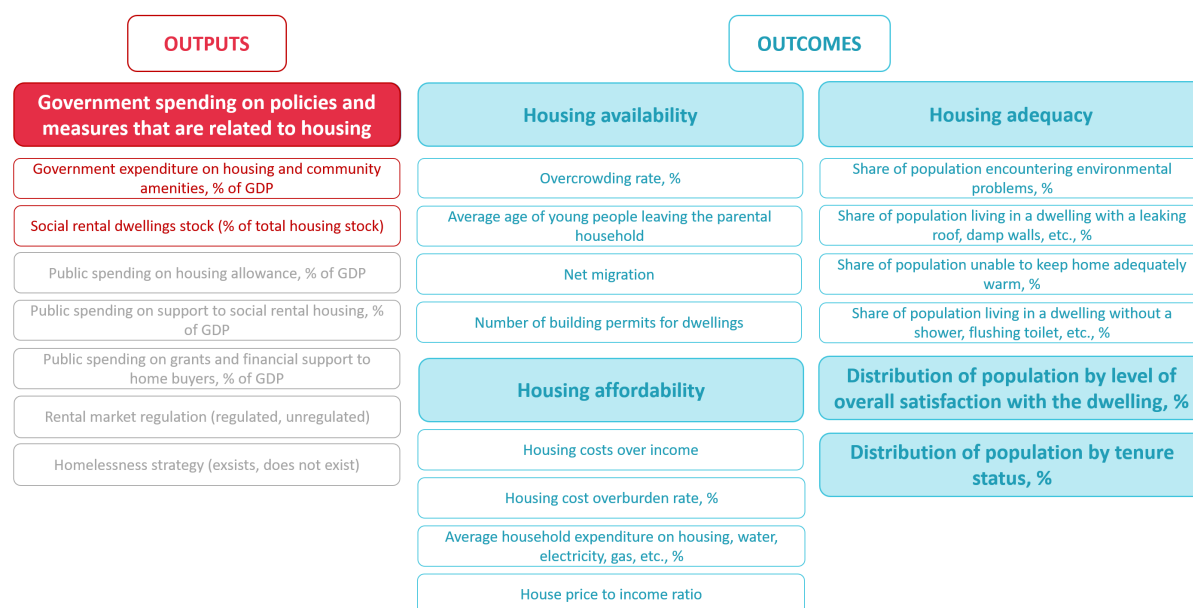 OUTPUTS
Government spending on policies and
measures that are related to housing
Government expenditure on housing and community
amenities, % of GDP
Social rental dwellings stock (% of total housing stock)
Public spending on housing allowance, % of GDP
Public spending on support to social rental housing, %
of GDP
Public spending on grants and financial support to
home buyers, % of GDP
Rental market regulation (regulated, unregulated)
Homelessness strategy (exsists, does not exist)
OUTCOMES
Housing availability
Overcrowding rate, %
Average age of young people leaving the parental
household
Net migration
Number of building permits for dwellings
Housing affordability
Housing costs over income
Housing cost overburden rate, %
Average household expenditure on housing, water,
electricity, gas, etc., %
House price to income ratio
Housing adequacy
Share of population encountering environmental
problems, %
Share of population living in a dwelling with a leaking
roof, damp walls, etc., %
Share of population unable to keep home adequately
warm, %
Share of population living in a dwelling without a
shower, flushing toilet, etc., %
Distribution of population by level of
overall satisfaction with the dwelling, %
Distribution of population by tenure
status, %